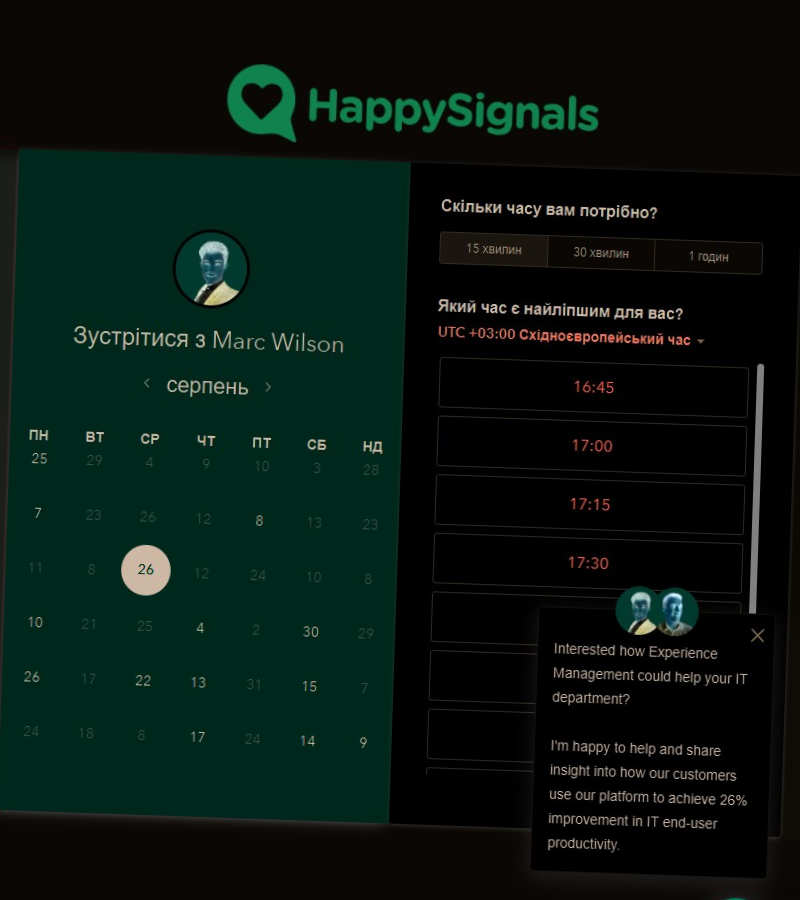 HappySignals
Зустрітися з Marc Wilson
серпень
ПН ВТ СР ЧТ ПТ СБ НД
25 29 4 9 10 3 28
7 23 26 12 8 13 23
11 8 26 12 24 10 8
10 21 25 4 2 30 29
26 17 22 13 31 15 7
24 18 8 17 24 14 9
Скільки часу вам потрібно?
15 хвилин 30 хвилин 1 годин
Який час є найліпшим для вас?
UTC +03:00 Східноєвропейський час
16:45
17:00
17:15
17:30
Interested how Experience
Management could help your IT
department?
I'm happy to help and share
insight into how our customers
use our platform to achieve 26%
improvement in IT end-user
productivity.